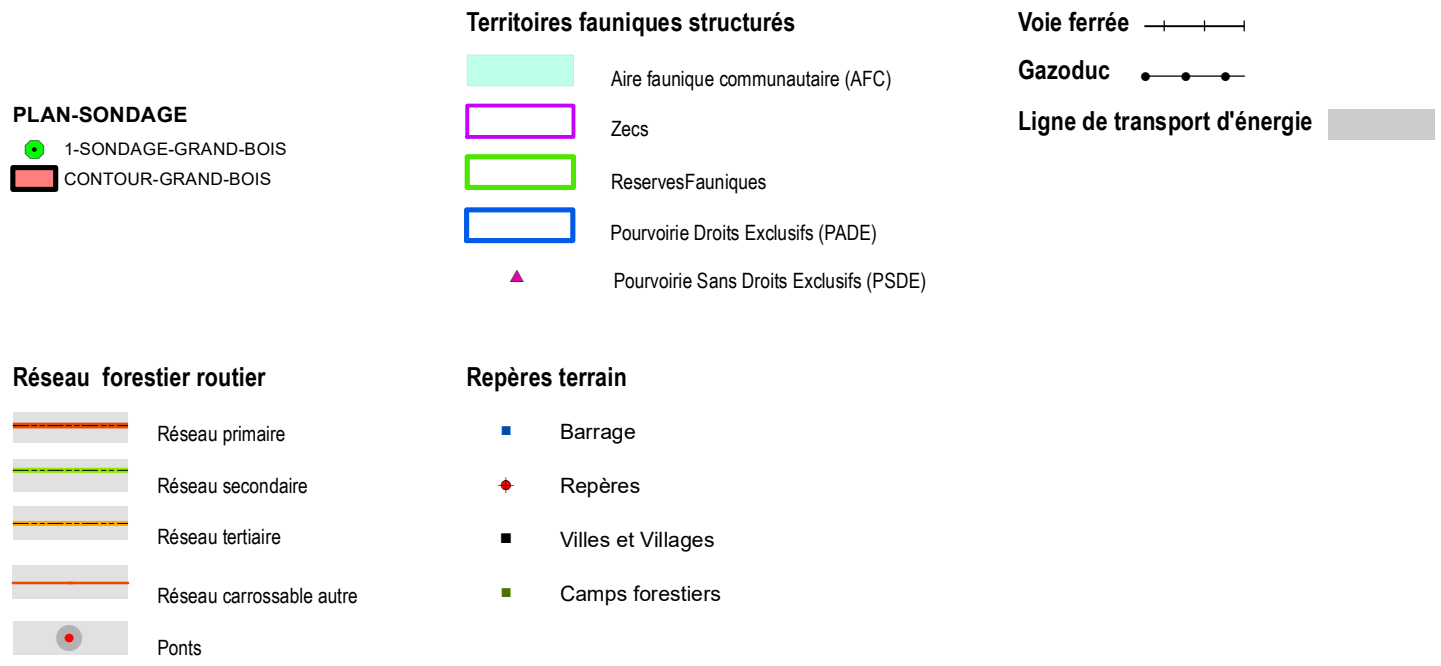 PLAN-SONDAGE
1-SONDAGE-GRAND-BOIS
CONTOUR-GRAND-BOIS
Territoires fauniques structurés
Aire faunique communautaire (AFC)
Zecs
ReservesFauniques
Pourvoirie Droits Exclusifs (PADE)
Pourvoirie Sans Droits Exclusifs (PSDE)
Voie ferrée
Gazoduc
Ligne de transport d'énergie
Réseau forestier routier
Réseau primaire
Réseau secondaire
Réseau tertiaire
Réseau carrossable autre
Ponts
Repères terrain
Barrage
Repères
Villes et Villages
Camps forestiers